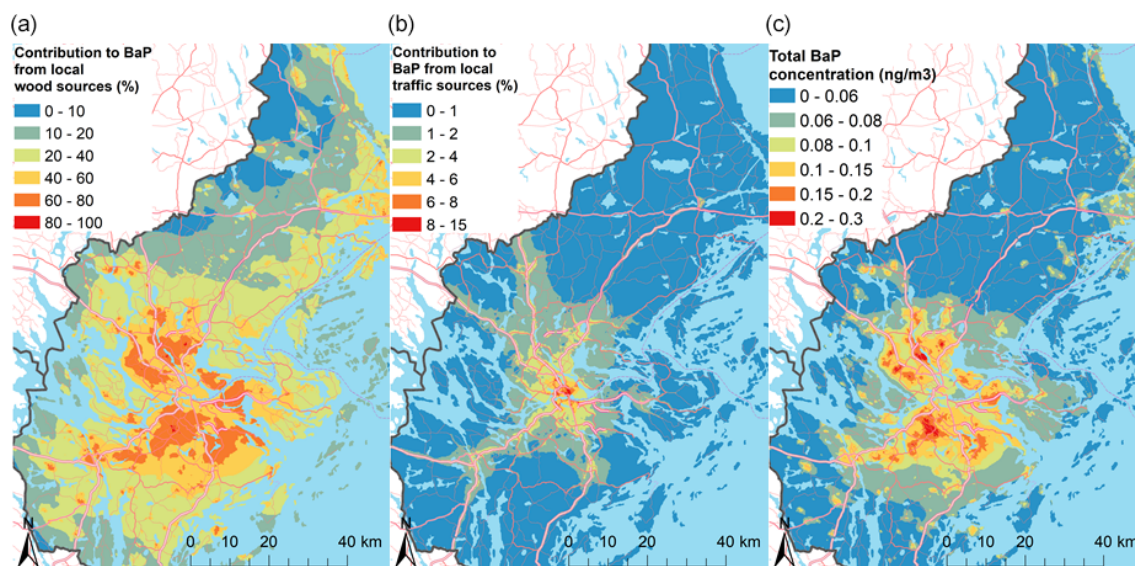 (a)
Contribution to BaP
from local
wood sources (%)
0 - 10
10 - 20
20 - 40
40 - 60
60 - 80
80 - 100
N
0 10 20 40 km
(b)
Contribution to
BaP from local
traffic sources (%)
0 - 1
1 - 2
2 - 4
4 - 6
6 - 8
8 - 15
N
0 10 20 40 km
(c)
Total BaP
concentration (ng/m3)
0 - 0.06
0.06 - 0.08
0.08 - 0.1
0.1 - 0.15
0.15 - 0.2
0.2 - 0.3
N
0 10 20 40 km